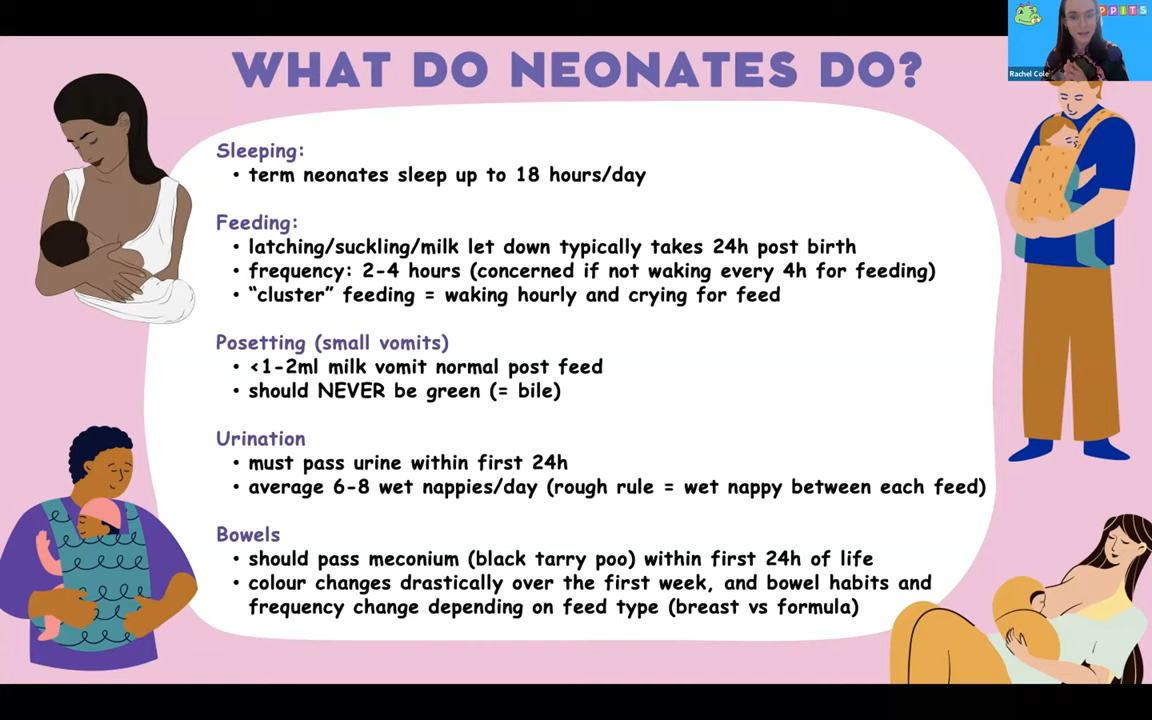 WHAT DO NEONATES DO?
PPITS
Rachel Cole
Sleeping:
• term neonates sleep up to 18 hours/day
Feeding:
• latching/suckling/milk let down typically takes 24h post birth
• frequency: 2-4 hours (concerned if not waking every 4h for feeding)
• “cluster” feeding = waking hourly and crying for feed
Posetting (small vomits)
• <1-2ml milk vomit normal post feed
• should NEVER be green (= bile)
Urination
• must pass urine within first 24h
• average 6-8 wet nappies/day (rough rule = wet nappy between each feed)
Bowels
• should pass meconium (black tarry poo) within first 24h of life
• colour changes drastically over the first week, and bowel habits and
frequency change depending on feed type (breast vs formula)